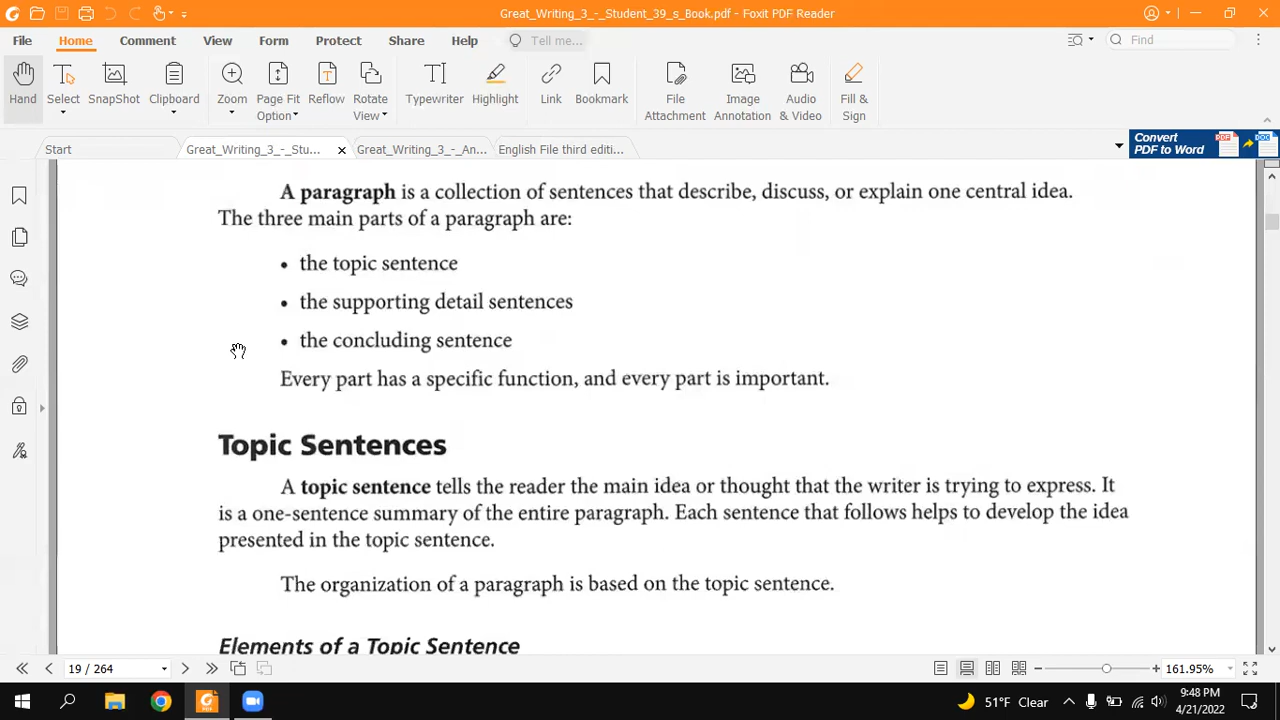 Great_Writing_3_-_Student_39_s_Book.pdf - Foxit PDF Reader
File Home Comment View Form Protect Share Help Tell me... Find
Hand Select SnapShot Clipboard Zoom Page Fit Option Reflow Rotate View Typewriter Highlight Link Bookmark File Attachment Image Annotation Audio & Video Fill & Sign
Start Great_Writing_3_-_Stu... Great_Writing_2_-_An... English File third editi... Convert PDF to Word
A paragraph is a collection of sentences that describe, discuss, or explain one central idea.
The three main parts of a paragraph are:
• the topic sentence
• the supporting detail sentences
• the concluding sentence
Every part has a specific function, and every part is important.
Topic Sentences
A topic sentence tells the reader the main idea or thought that the writer is trying to express. It
is a one-sentence summary of the entire paragraph. Each sentence that follows helps to develop the idea
presented in the topic sentence.
The organization of a paragraph is based on the topic sentence.
Elements of a Topic Sentence
19 / 264 161.95%
51°F Clear 9:48 PM
4/21/2022